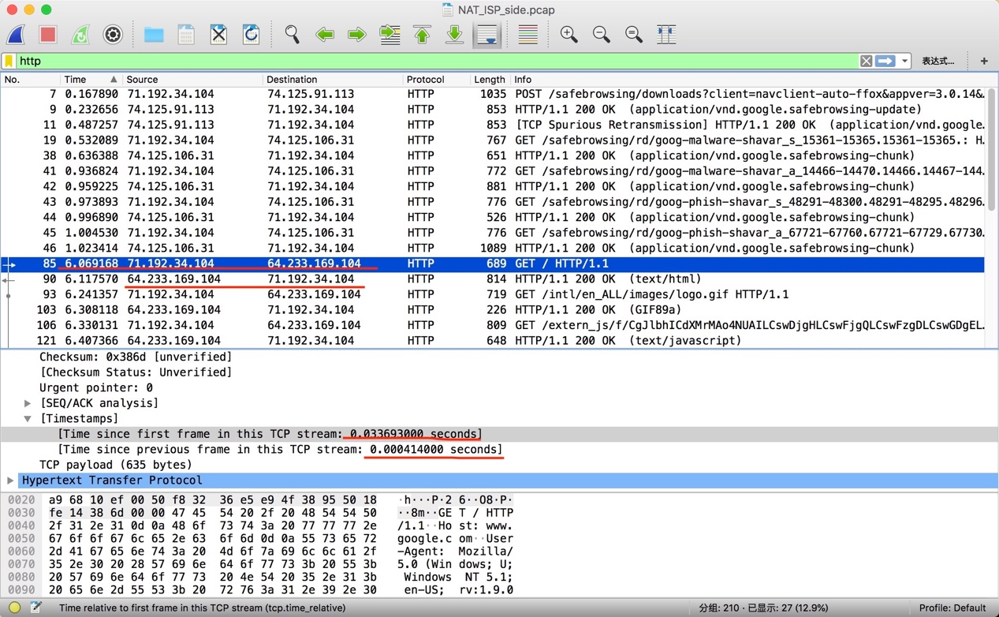 NAT_ISP_side.pcap
http
表达式…
+
No. Time Source Destination Protocol Length Info
7 0.167890 71.192.34.104 74.125.91.113 HTTP 1035 POST /safebrowsing/downloads?client=navclient-auto-ffox&appver=3.0.14&…
9 0.232656 74.125.91.113 71.192.34.104 HTTP 853 HTTP/1.1 200 OK (application/vnd.google.safebrowsing-update)
11 0.487257 74.125.91.113 71.192.34.104 HTTP 853 [TCP Spurious Retransmission] HTTP/1.1 200 OK (application/vnd.google…
19 0.532089 71.192.34.104 74.125.106.31 HTTP 767 GET /safebrowsing/rd/goog-malware-shavar_s_15361-15365.15361-15365.: H…
38 0.636388 74.125.106.31 71.192.34.104 HTTP 651 HTTP/1.1 200 OK (application/vnd.google.safebrowsing-chunk)
41 0.936824 71.192.34.104 74.125.106.31 HTTP 772 GET /safebrowsing/rd/goog-malware-shavar_a_14466-14470.14466.14467-144…
42 0.959225 74.125.106.31 71.192.34.104 HTTP 881 HTTP/1.1 200 OK (application/vnd.google.safebrowsing-chunk)
43 0.973893 71.192.34.104 74.125.106.31 HTTP 776 GET /safebrowsing/rd/goog-phish-shavar_s_48291-48300.48291-48295.48296…
44 0.996890 74.125.106.31 71.192.34.104 HTTP 526 HTTP/1.1 200 OK (application/vnd.google.safebrowsing-chunk)
45 1.004530 71.192.34.104 74.125.106.31 HTTP 776 GET /safebrowsing/rd/goog-phish-shavar_a_67721-67760.67721-67729.67730…
46 1.023414 74.125.106.31 71.192.34.104 HTTP 1089 HTTP/1.1 200 OK (application/vnd.google.safebrowsing-chunk)
85 6.069168 71.192.34.104 64.233.169.104 HTTP 689 GET / HTTP/1.1
90 6.117570 64.233.169.104 71.192.34.104 HTTP 814 HTTP/1.1 200 OK (text/html)
93 6.241357 71.192.34.104 64.233.169.104 HTTP 719 GET /intl/en_ALL/images/logo.gif HTTP/1.1
103 6.308118 64.233.169.104 71.192.34.104 HTTP 226 HTTP/1.1 200 OK (GIF89a)
106 6.330131 71.192.34.104 64.233.169.104 HTTP 809 GET /extern_js/f/CgJlbhICdXMrMAo4NUAILCswDjgHLCswFjgQLCswFzgDLCswGDgEL…
121 6.407366 64.233.169.104 71.192.34.104 HTTP 648 HTTP/1.1 200 OK (text/javascript)
Checksum: 0x386d [unverified]
[Checksum Status: Unverified]
Urgent pointer: 0
[SEQ/ACK analysis]
[Timestamps]
[Time since first frame in this TCP stream: 0.033693000 seconds]
[Time since previous frame in this TCP stream: 0.000414000 seconds]
TCP payload (635 bytes)
Hypertext Transfer Protocol
0020 a9 68 10 ef 00 50 f8 32 36 e5 e9 4f 38 95 50 18 ·h···P·2 6··O8·P·
0030 fe 14 38 6d 00 00 47 45 54 20 2f 20 48 54 54 50 ··8m··GE T / HTTP
0040 2f 31 2e 31 0d 0a 48 6f 73 74 3a 20 77 77 77 2e /1.1··Ho st: www.
0050 67 6f 6f 67 6c 65 2e 63 6f 6d 0d 0a 55 73 65 72 google.c om··User
0060 2d 41 67 65 6e 74 3a 20 4d 6f 7a 69 6c 6c 61 2f -Agent: Mozilla/
0070 35 2e 30 20 28 57 69 6e 64 6f 77 73 3b 20 55 3b 5.0 (Win dows; U;
0080 20 57 69 6e 64 6f 77 73 20 4e 54 20 35 2e 31 3b Windows NT 5.1;
0090 20 65 6e 2d 55 53 3b 20 72 76 3a 31 2e 39 2e 30 en-US; rv:1.9.0
Time relative to first frame in this TCP stream (tcp.time_relative)
分组: 210 · 已显示: 27 (12.9%)
Profile: Default